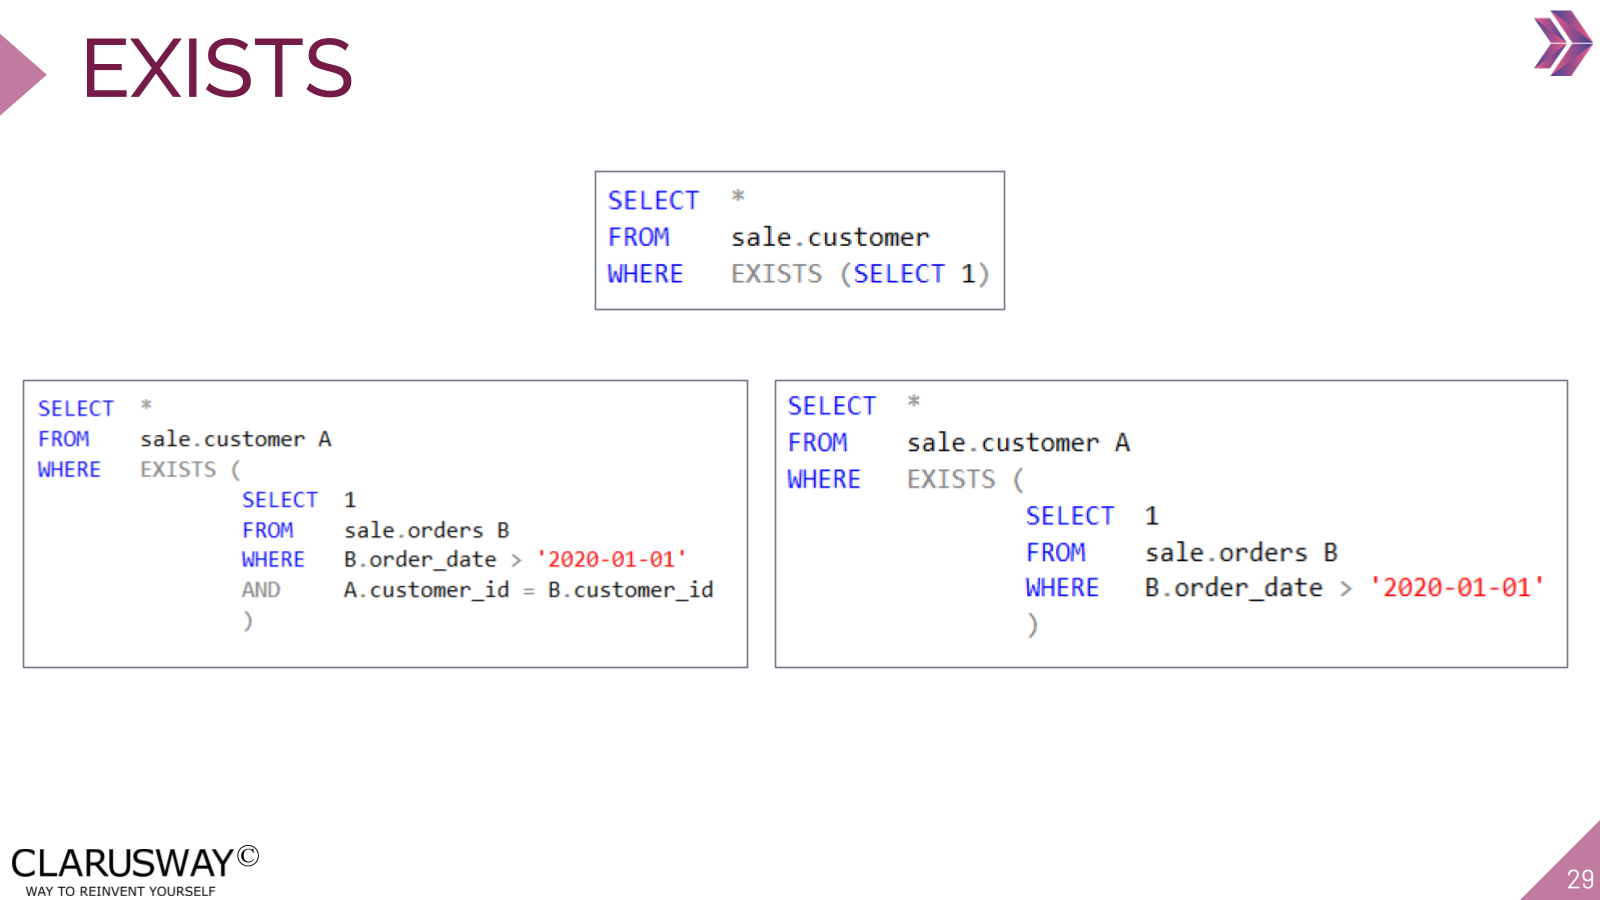 EXISTS
SELECT *
FROM sale.customer
WHERE EXISTS (SELECT 1)
SELECT *
FROM sale.customer A
WHERE EXISTS (
SELECT 1
FROM sale.orders B
WHERE B.order_date > '2020-01-01'
AND A.customer_id = B.customer_id
)
SELECT *
FROM sale.customer A
WHERE EXISTS (
SELECT 1
FROM sale.orders B
WHERE B.order_date > '2020-01-01'
)
CLARUSWAY©
WAY TO REINVENT YOURSELF
29